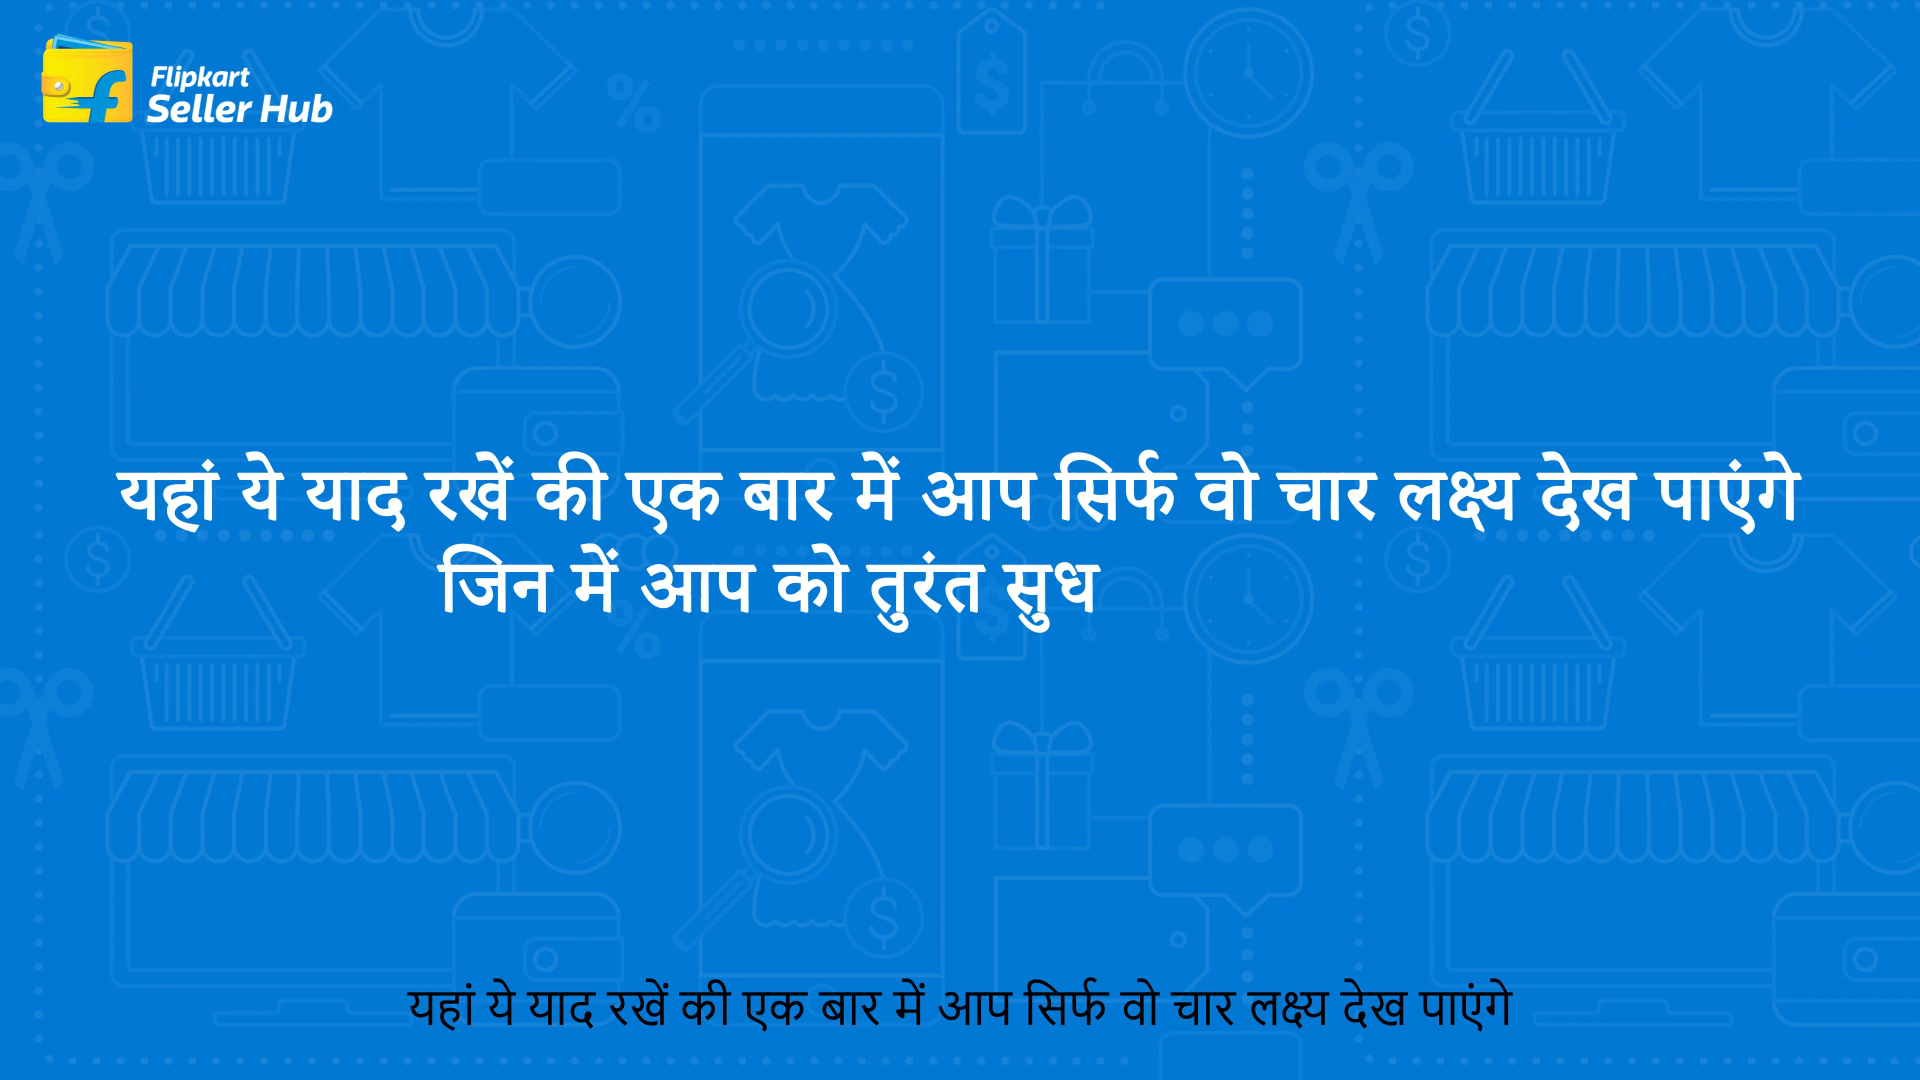 Flipkart
Seller Hub
यहां ये याद रखें की एक बार में आप सिर्फ वो चार लक्ष्य देख पाएंगे
जिन में आप को तुरंत सुध
यहां ये याद रखें की एक बार में आप सिर्फ वो चार लक्ष्य देख पाएंगे